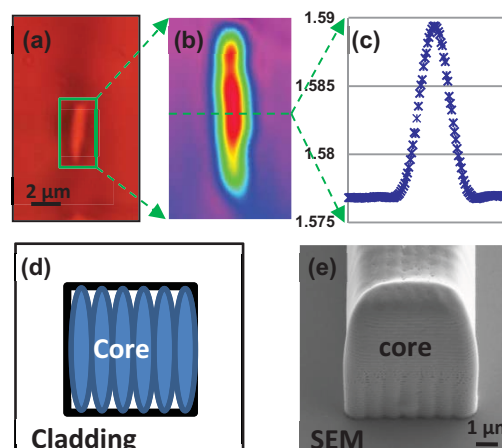 (a)
2 µm
(b)
(c)
1.59
1.585
1.58
1.575
(d)
Core
Cladding
(e)
core
SEM
1 µm